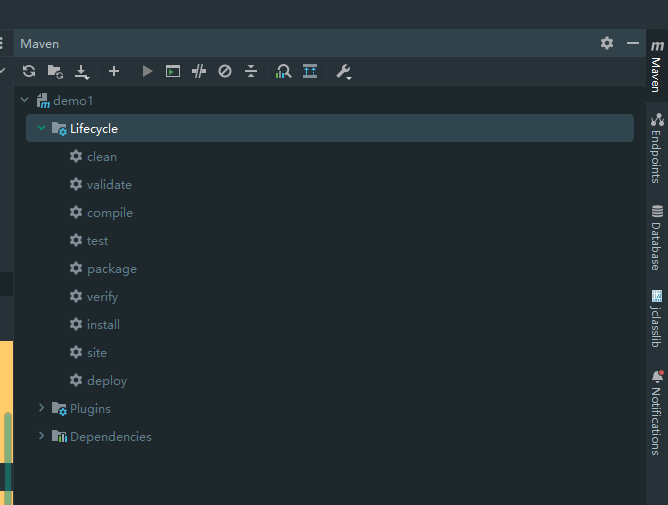 Maven
demo1
Lifecycle
clean
validate
compile
test
package
verify
install
site
deploy
Plugins
Dependencies
m
Maven
Endpoints
Database
jclasslib
Notifications